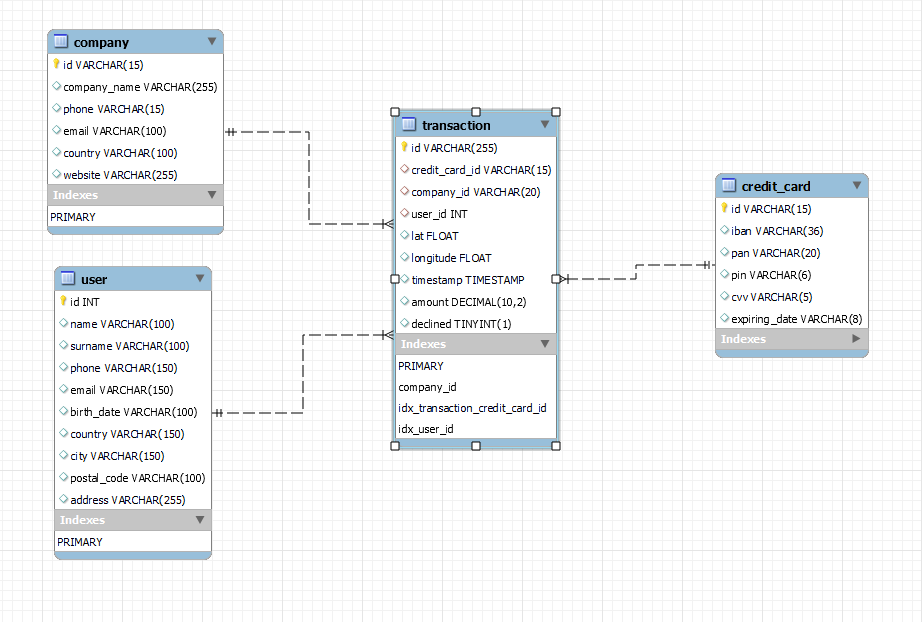 company
id VARCHAR(15)
company_name VARCHAR(255)
phone VARCHAR(15)
email VARCHAR(100)
country VARCHAR(100)
website VARCHAR(255)
Indexes
PRIMARY
user
id INT
name VARCHAR(100)
surname VARCHAR(100)
phone VARCHAR(150)
email VARCHAR(150)
birth_date VARCHAR(100)
country VARCHAR(150)
city VARCHAR(150)
postal_code VARCHAR(100)
address VARCHAR(255)
Indexes
PRIMARY
transaction
id VARCHAR(255)
credit_card_id VARCHAR(15)
company_id VARCHAR(20)
user_id INT
lat FLOAT
longitude FLOAT
timestamp TIMESTAMP
amount DECIMAL(10,2)
declined TINYINT(1)
Indexes
PRIMARY
company_id
idx_transaction_credit_card_id
idx_user_id
credit_card
id VARCHAR(15)
iban VARCHAR(36)
pan VARCHAR(20)
pin VARCHAR(6)
cvv VARCHAR(5)
expiring_date VARCHAR(8)
Indexes